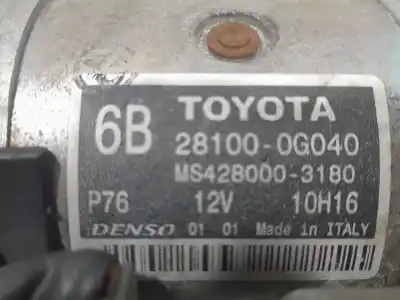 6B TOYOTA
28100-0G040
MS428000-3180
P76 12V 10H16
DENSO 01 01 Made in ITALY